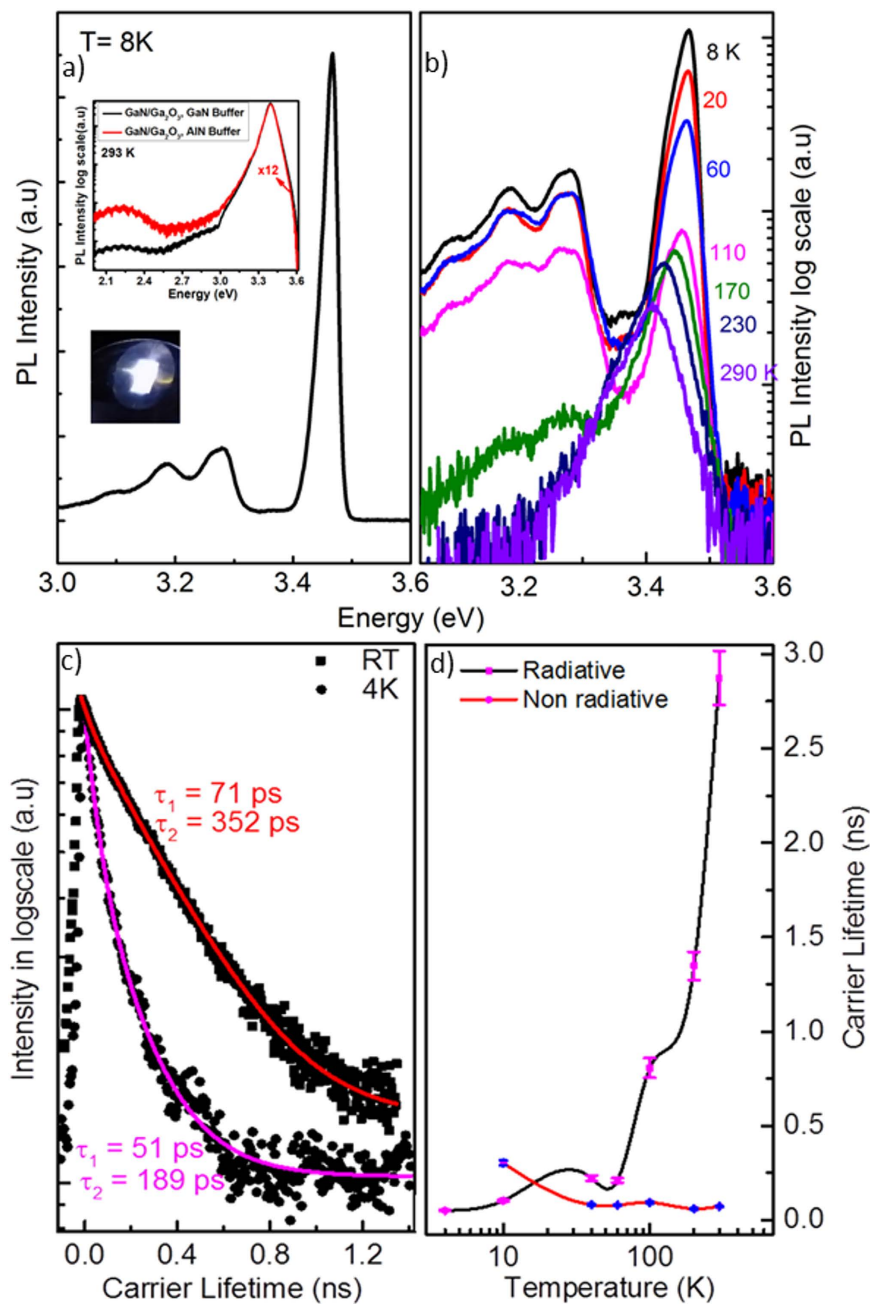 T= 8K
a)
GaN/Ga2O3, GaN Buffer
GaN/Ga2O3, AlN Buffer
293 K
x12
PL Intensity log scale(a.u)
2.1 2.4 2.7 3.0 3.3 3.6
Energy (eV)
PL Intensity (a.u)
3.0 3.2 3.4 3.6
b)
8 K
20
60
110
170
230
290 K
PL Intensity log scale (a.u)
3.2 3.4 3.6
Energy (eV)
c)
RT
4K
τ1 = 71 ps
τ2 = 352 ps
τ1 = 51 ps
τ2 = 189 ps
Intensity in logscale (a.u)
0.0 0.4 0.8 1.2
Carrier Lifetime (ns)
d)
Radiative
Non radiative
3.0
2.5
2.0
1.5
1.0
0.5
0.0
Carrier Lifetime (ns)
10 100
Temperature (K)